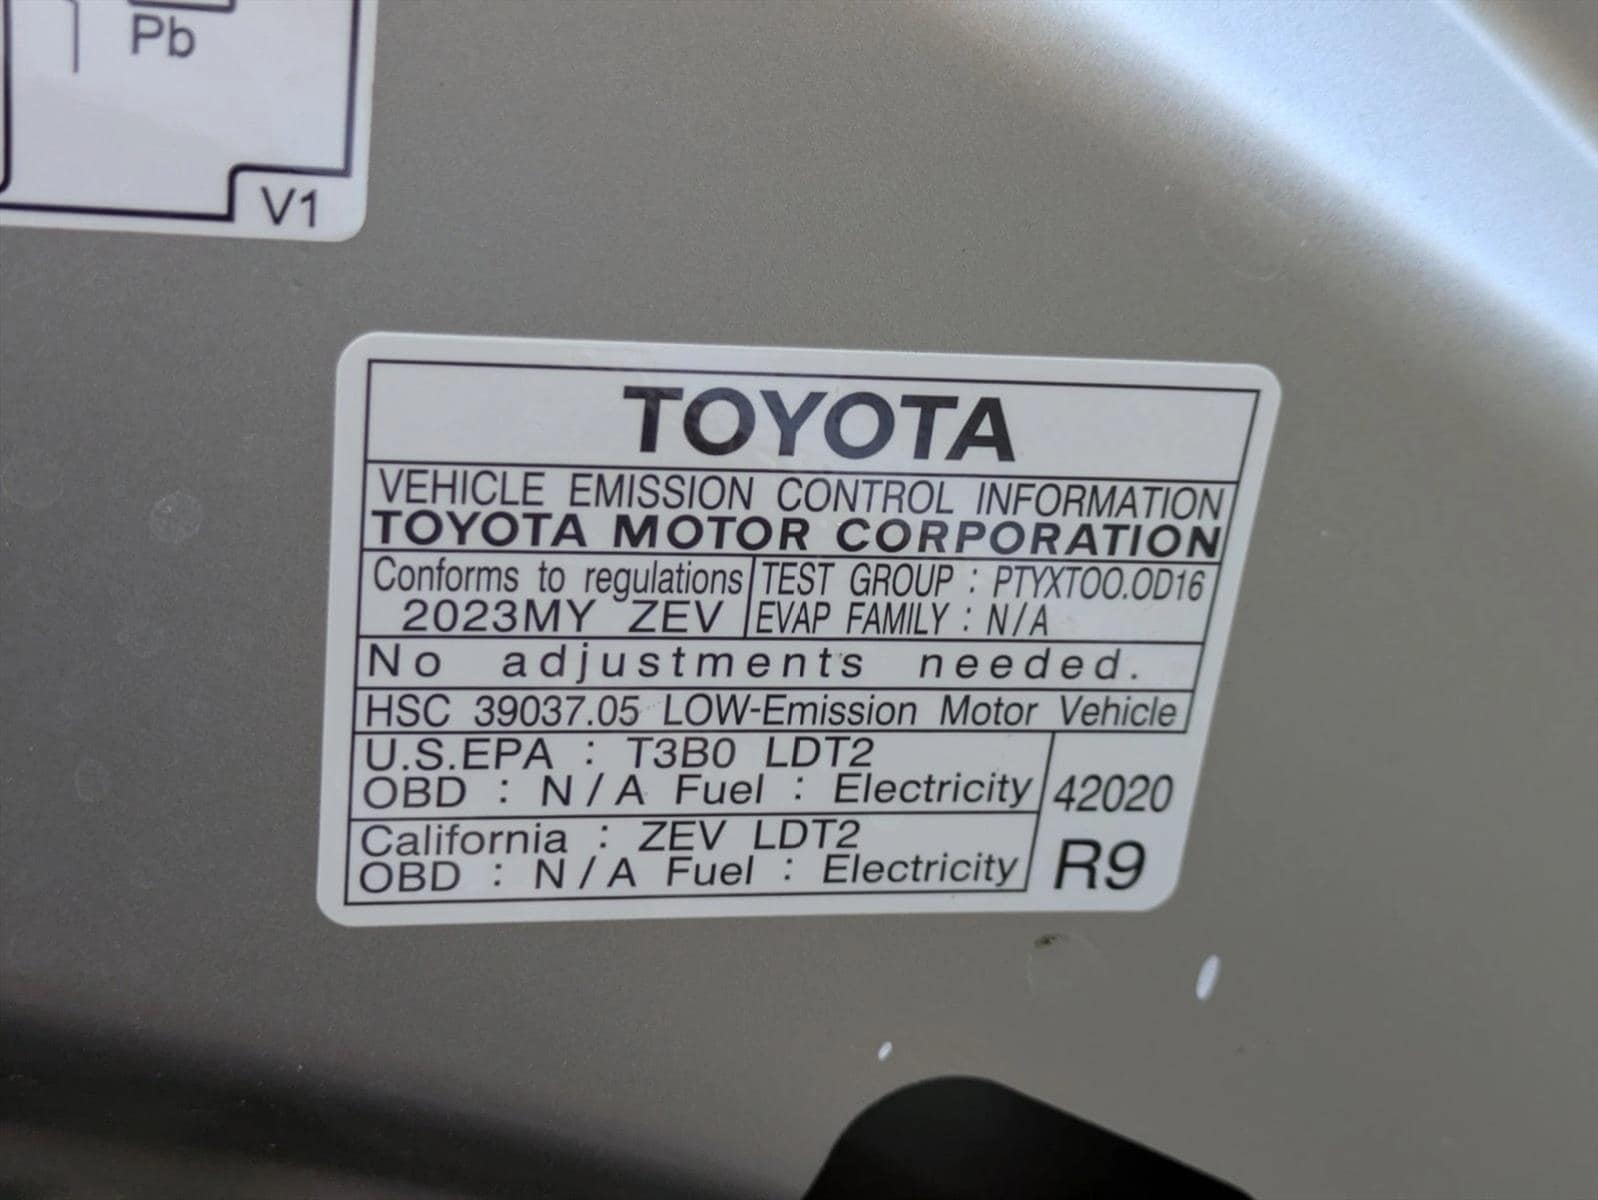 Pb
V1
TOYOTA
VEHICLE EMISSION CONTROL INFORMATION
TOYOTA MOTOR CORPORATION
Conforms to regulations
2023MY ZEV
TEST GROUP : PTYXT00.0D16
EVAP FAMILY : N/A
No adjustments needed.
HSC 39037.05 LOW-Emission Motor Vehicle
U.S.EPA : T3B0 LDT2
OBD : N/A Fuel : Electricity
California : ZEV LDT2
OBD : N/A Fuel : Electricity
42020
R9